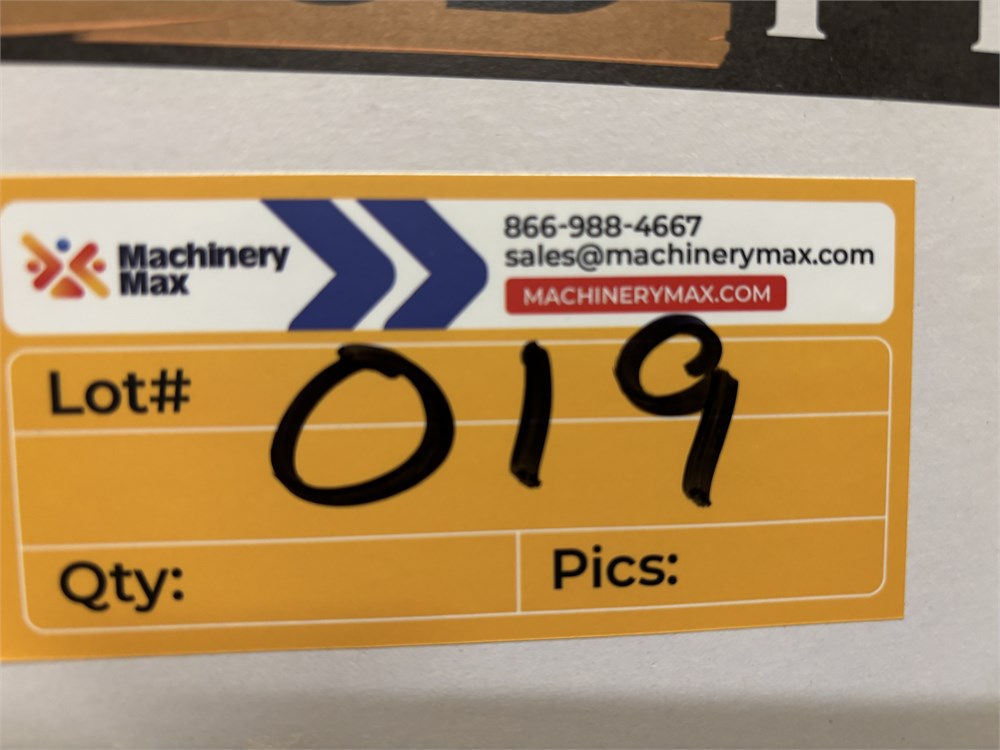 Machinery
Max
866-988-4667
sales@machinerymax.com
MACHINERYMAX.COM
Lot# 019
Qty:
Pics: